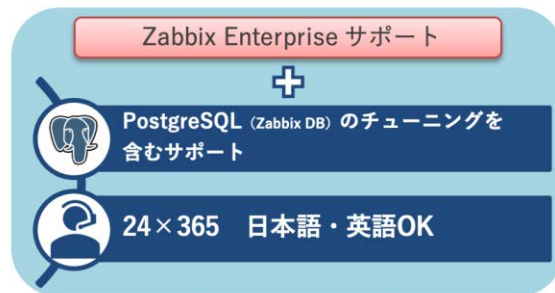 Zabbix Enterprise サポート
PostgreSQL（Zabbix DB）のチューニングを
含むサポート
24×365　日本語・英語OK